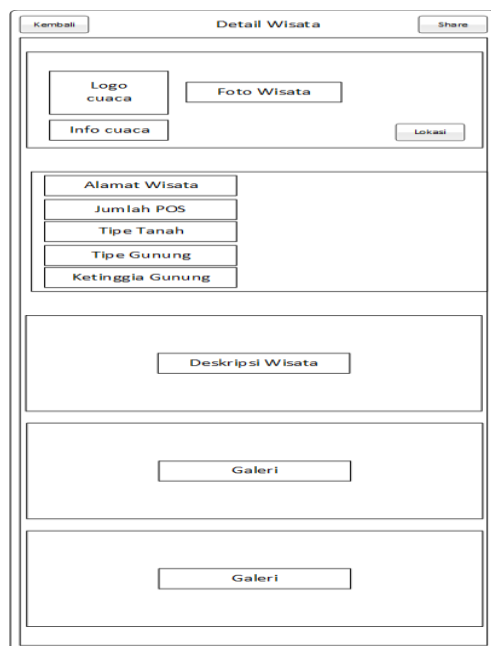 Kembali
Detail Wisata
Share
Logo
cuaca
Foto Wisata
Info cuaca
Lokasi
Alamat Wisata
Jumlah POS
Tipe Tanah
Tipe Gunung
Ketinggia Gunung
Deskripsi Wisata
Galeri
Galeri